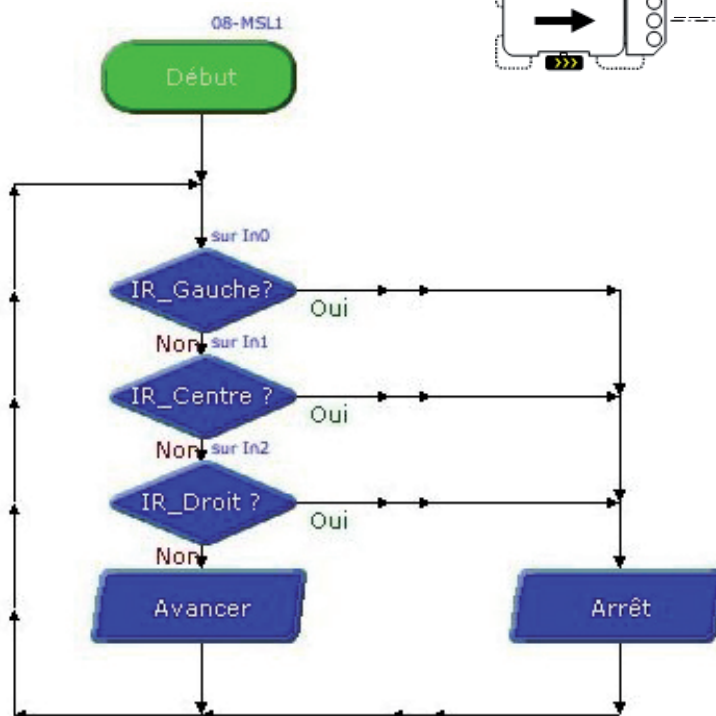 08-MSL1
Début
sur In0
IR_Gauche?
Oui
Non
sur In1
IR_Centre ?
Oui
Non
sur In2
IR_Droit ?
Oui
Non
Avancer
Arrêt